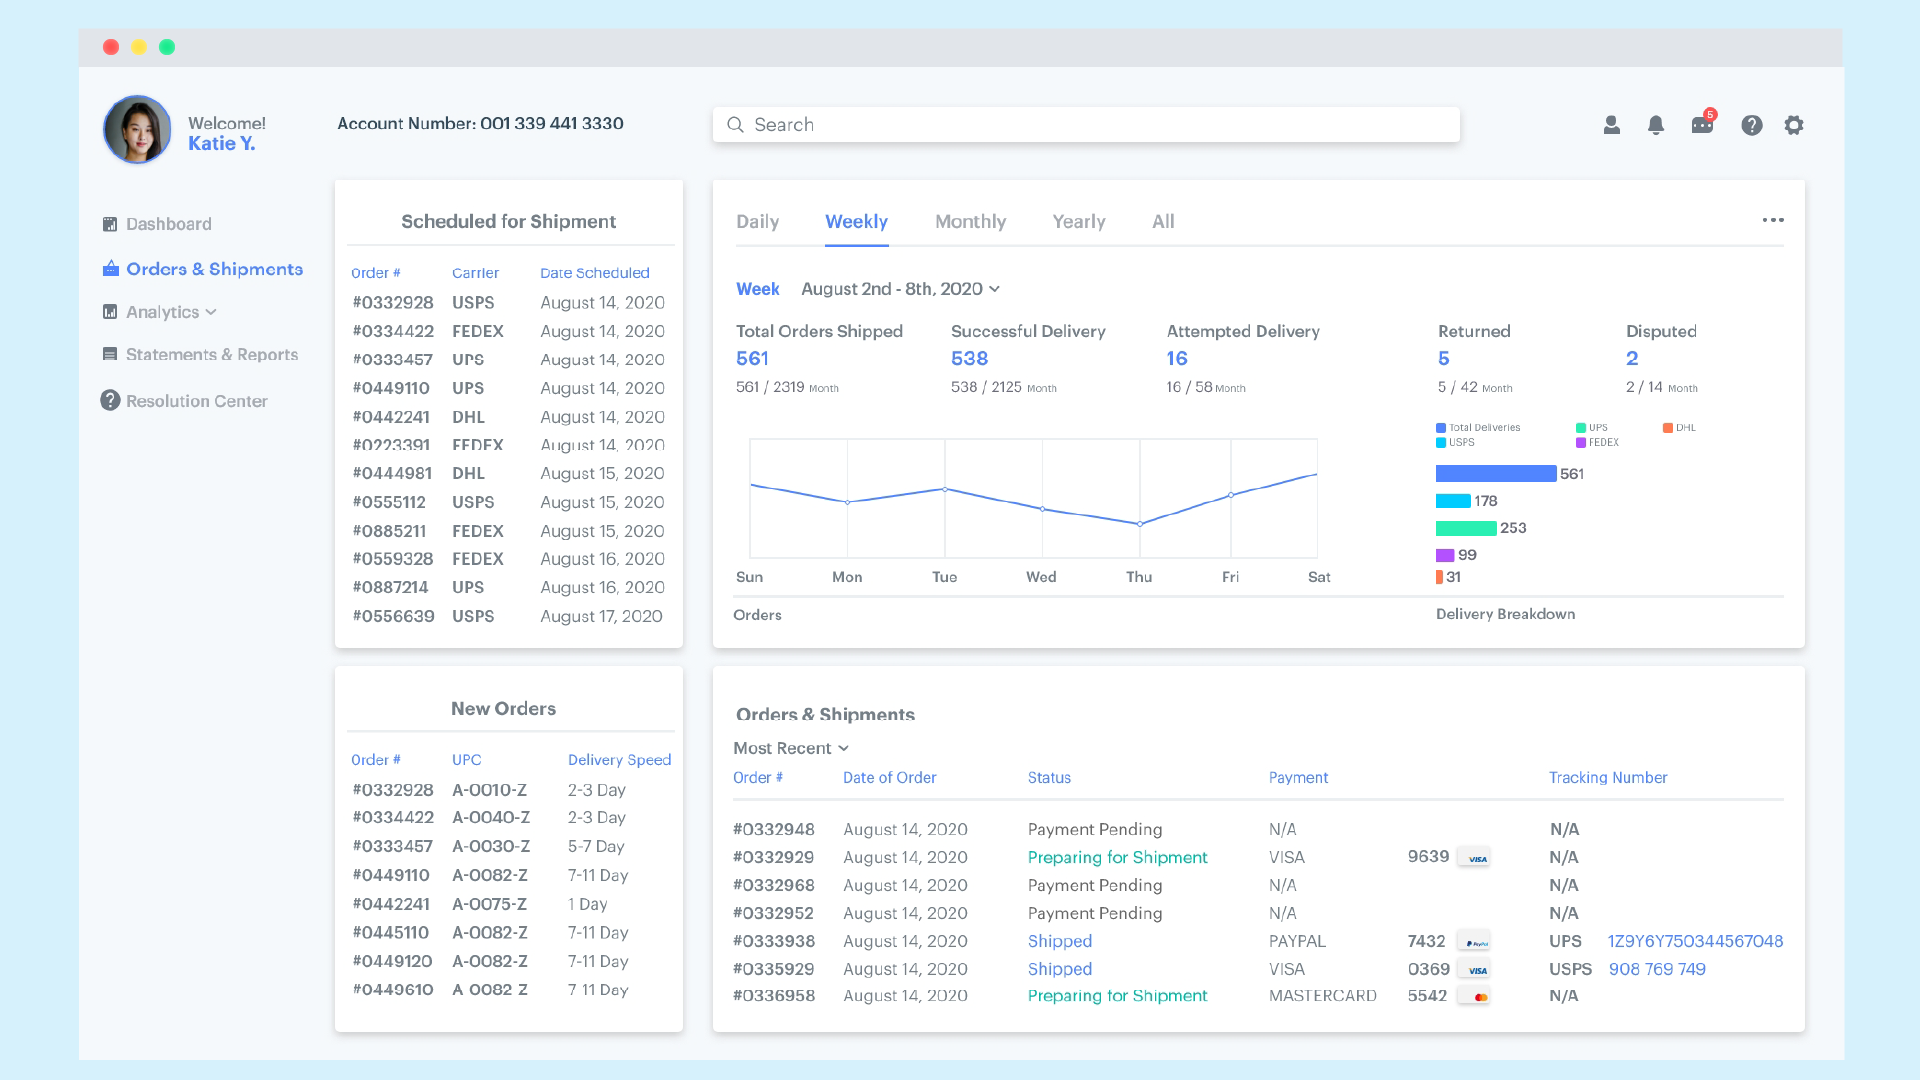 Welcome!
Katie Y.
Account Number: 001 339 441 3330
Search
5
Dashboard
Orders & Shipments
Analytics
Statements & Reports
Resolution Center
Scheduled for Shipment
Order # Carrier Date Scheduled
#0332928 USPS August 14, 2020
#0334422 FEDEX August 14, 2020
#0333457 UPS August 14, 2020
#0449110 UPS August 14, 2020
#0442241 DHL August 14, 2020
#0223391 FEDEX August 14, 2020
#0444981 DHL August 15, 2020
#0555112 USPS August 15, 2020
#0885211 FEDEX August 15, 2020
#0559328 FEDEX August 16, 2020
#0887214 UPS August 16, 2020
#0556639 USPS August 17, 2020
Daily Weekly Monthly Yearly All
Week August 2nd - 8th, 2020
Total Orders Shipped Successful Delivery Attempted Delivery Returned Disputed
561 538 16 5 2
561 / 2319 Month 538 / 2125 Month 16 / 58 Month 5 / 42 Month 2 / 14 Month
Total Deliveries UPS DHL
USPS FEDEX
561
178
253
99
31
Sun Mon Tue Wed Thu Fri Sat
Orders Delivery Breakdown
New Orders
Order # UPC Delivery Speed
#0332928 A-0010-Z 2-3 Day
#0334422 A-0040-Z 2-3 Day
#0333457 A-0030-Z 5-7 Day
#0449110 A-0082-Z 7-11 Day
#0442241 A-0075-Z 1 Day
#0445110 A-0082-Z 7-11 Day
#0449120 A-0082-Z 7-11 Day
#0449610 A-0082-Z 7-11 Day
Orders & Shipments
Most Recent
Order # Date of Order Status Payment Tracking Number
#0332948 August 14, 2020 Payment Pending N/A N/A
#0332929 August 14, 2020 Preparing for Shipment VISA 9639 VISA N/A
#0332968 August 14, 2020 Payment Pending N/A N/A
#0332952 August 14, 2020 Payment Pending N/A N/A
#0333938 August 14, 2020 Shipped PAYPAL 7432 PayPal UPS 1Z9Y6Y750344567048
#0335929 August 14, 2020 Shipped VISA 0369 VISA USPS 908 769 749
#0336958 August 14, 2020 Preparing for Shipment MASTERCARD 5542 N/A